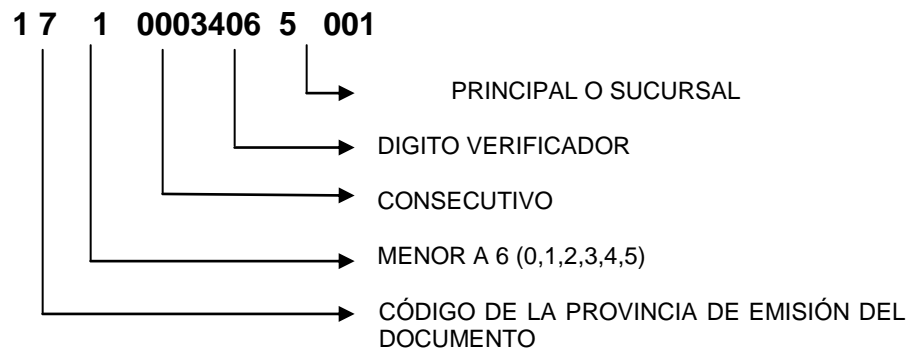 1 7 1 0003406 5 001
PRINCIPAL O SUCURSAL
DIGITO VERIFICADOR
CONSECUTIVO
MENOR A 6 (0,1,2,3,4,5)
CÓDIGO DE LA PROVINCIA DE EMISIÓN DEL
DOCUMENTO